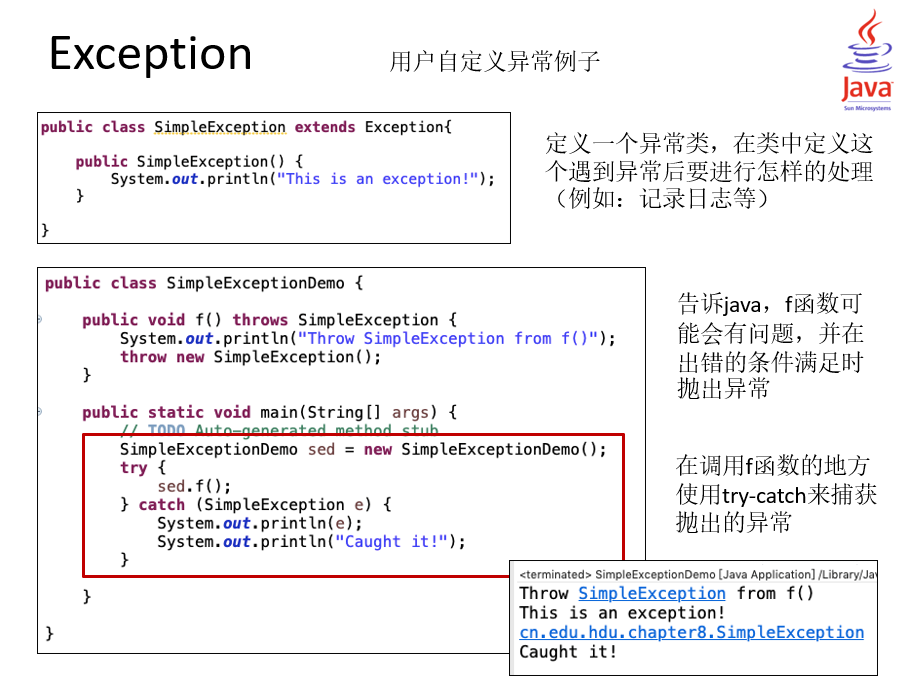 Exception
用户自定义异常例子
Java
Sun Microsystems
public class SimpleException extends Exception{
public SimpleException() {
System.out.println("This is an exception!");
}
}
定义一个异常类，在类中定义这
个遇到异常后要进行怎样的处理
（例如：记录日志等）
public class SimpleExceptionDemo {
public void f() throws SimpleException {
System.out.println("Throw SimpleException from f()");
throw new SimpleException();
}
public static void main(String[] args) {
// TODO Auto-generated method stub
SimpleExceptionDemo sed = new SimpleExceptionDemo();
try {
sed.f();
} catch (SimpleException e) {
System.out.println(e);
System.out.println("Caught it!");
}
}
}
告诉java，f函数可
能会有问题，并在
出错的条件满足时
抛出异常
在调用f函数的地方
使用try-catch来捕获
抛出的异常
<terminated> SimpleExceptionDemo [Java Application] /Library/Jav
Throw SimpleException from f()
This is an exception!
cn.edu.hdu.chapter8.SimpleException
Caught it!